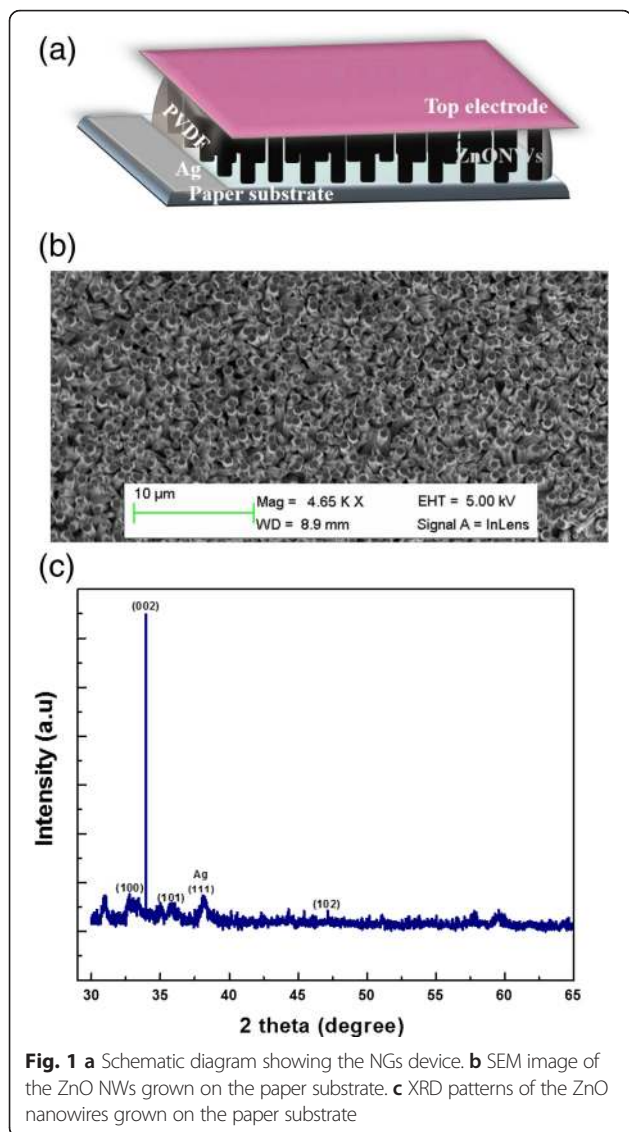 (a)
Top electrode
PVDF
ZnONWs
Ag
Paper substrate
(b)
10 µm
Mag = 4.65 K X
EHT = 5.00 kV
WD = 8.9 mm
Signal A = InLens
(c)
(002)
Ag
(100)
(101)
(111)
(102)
Intensity (a.u)
30 35 40 45 50 55 60 65
2 theta (degree)
Fig. 1 a Schematic diagram showing the NGs device. b SEM image of
the ZnO NWs grown on the paper substrate. c XRD patterns of the ZnO
nanowires grown on the paper substrate